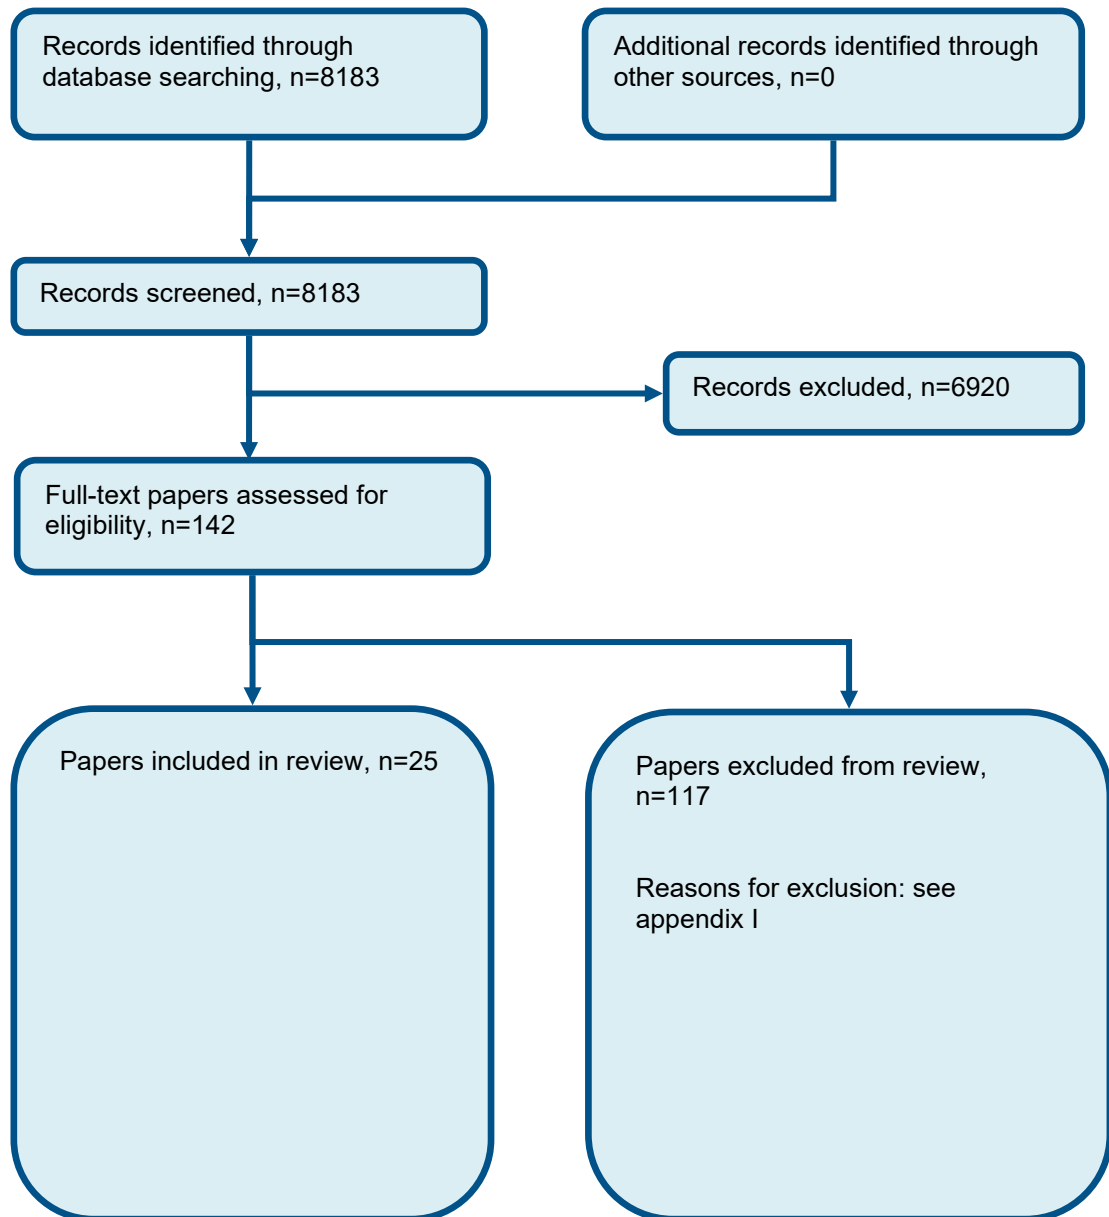 Records identified through
database searching, n=8183
Additional records identified through
other sources, n=0
Records screened, n=8183
Records excluded, n=6920
Full-text papers assessed for
eligibility, n=142
Papers included in review, n=25
Papers excluded from review,
n=117
Reasons for exclusion: see
appendix I